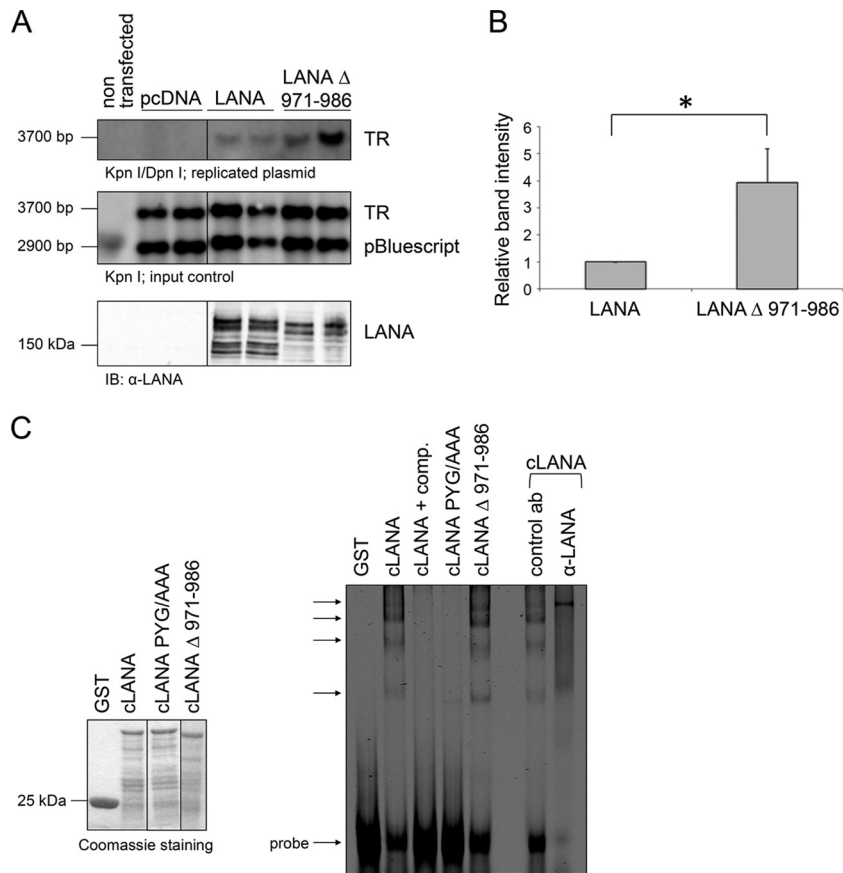 A
non
transfected
pcDNA
LANA
LANA Δ
971-986
3700 bp
TR
Kpn I/Dpn I; replicated plasmid
3700 bp
TR
2900 bp
pBluescript
Kpn I; input control
LANA
150 kDa
IB: α-LANA
B
*
Relative band intensity
6
5
4
3
2
1
0
LANA
LANA Δ 971-986
C
GST
cLANA
cLANA PYG/AAA
cLANA Δ 971-986
25 kDa
Coomassie staining
GST
cLANA
cLANA + comp.
cLANA PYG/AAA
cLANA Δ 971-986
cLANA
control ab
α-LANA
probe